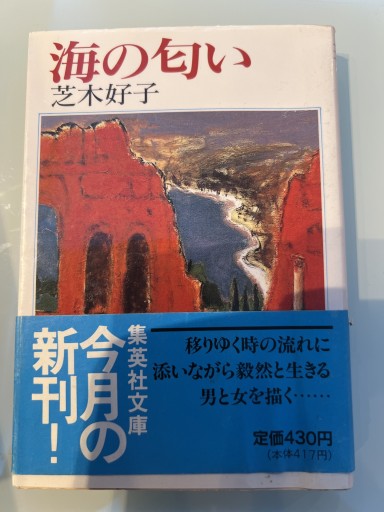 海の匂い
芝木好子
集英社文庫
今月の
新刊!
移りゆく時の流れに
添いながら毅然と生きる
男と女を描く……
定価430円
(本体417円)